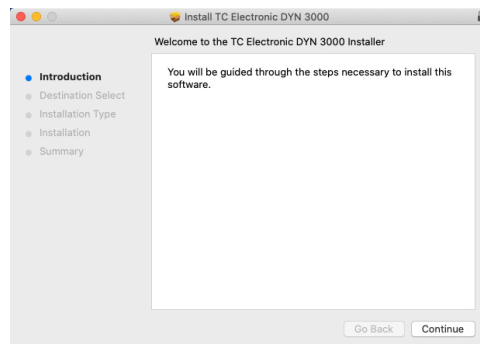 Install TC Electronic DYN 3000
Welcome to the TC Electronic DYN 3000 Installer
Introduction
Destination Select
Installation Type
Installation
Summary
You will be guided through the steps necessary to install this
software.
Go Back
Continue